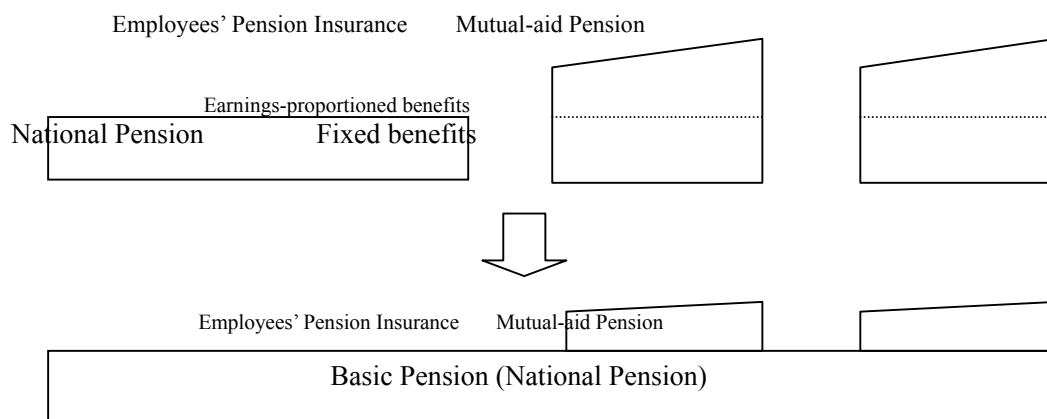 Employees’ Pension Insurance Mutual-aid Pension
Earnings-proportioned benefits
National Pension Fixed benefits
Employees’ Pension Insurance Mutual-aid Pension
Basic Pension (National Pension)